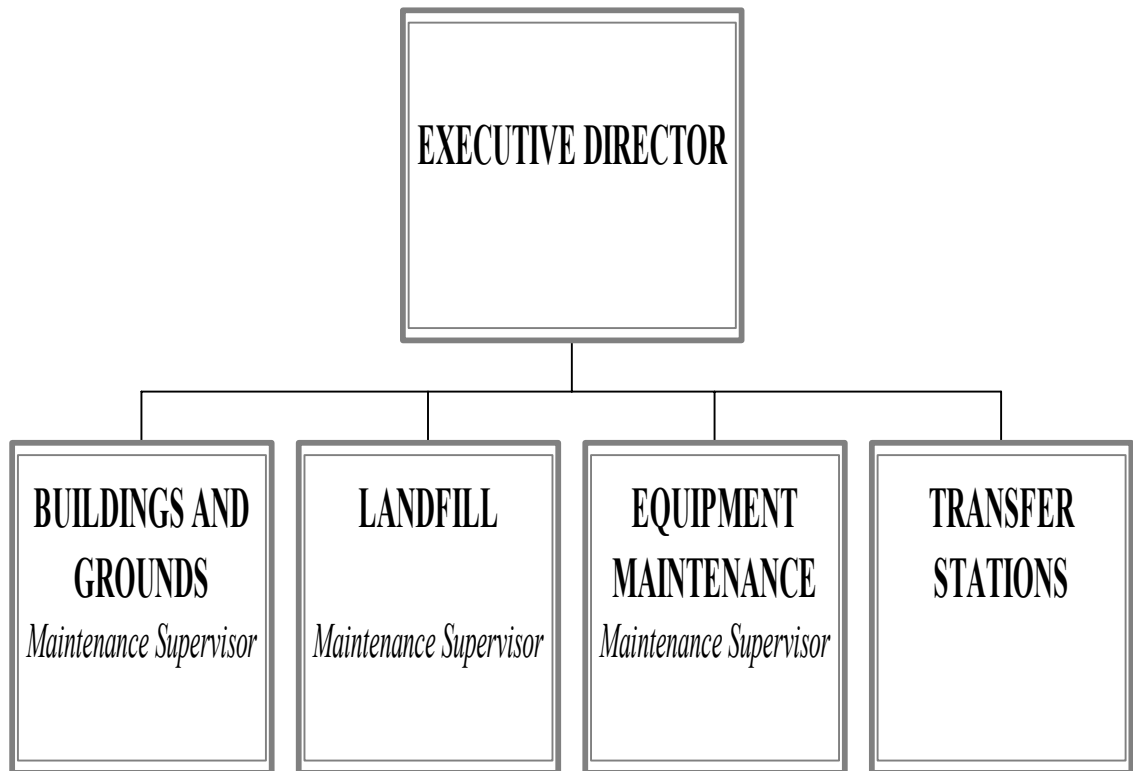 EXECUTIVE DIRECTOR
BUILDINGS AND
GROUNDS
Maintenance Supervisor
LANDFILL
Maintenance Supervisor
EQUIPMENT
MAINTENANCE
Maintenance Supervisor
TRANSFER
STATIONS